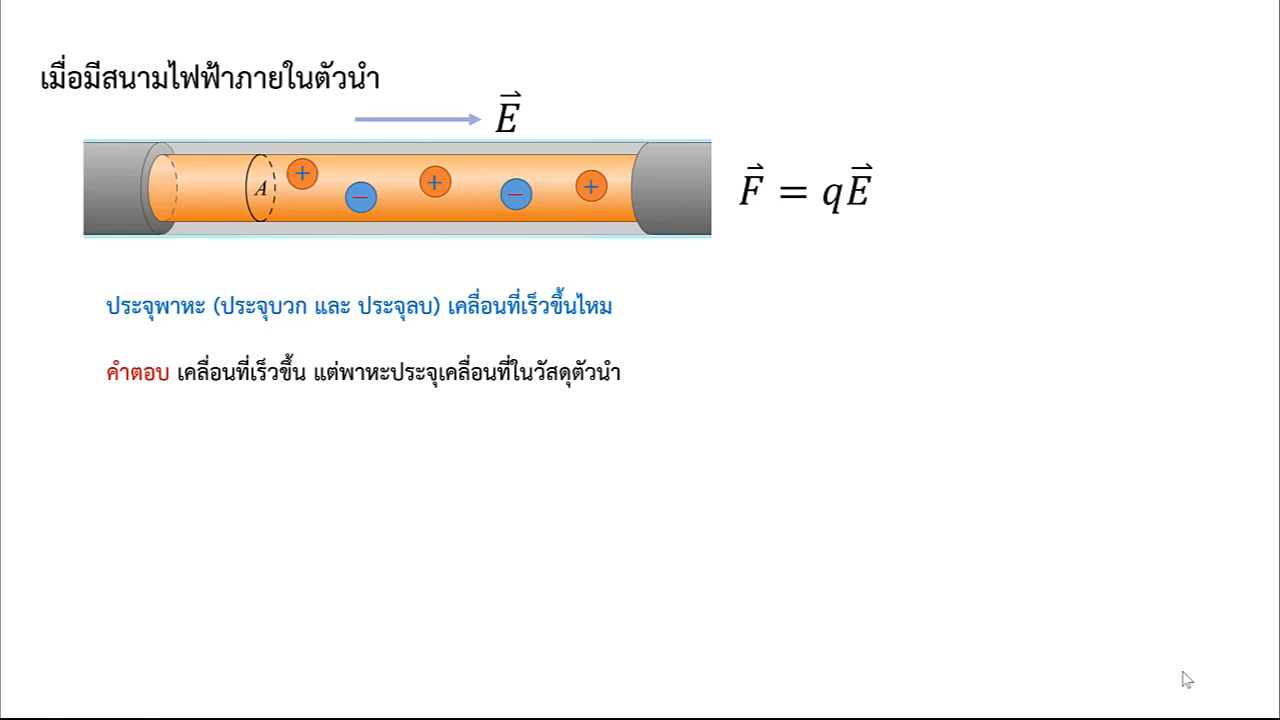 เมื่อมีสนามไฟฟ้าภายในตัวนำ
E⃗
A + − + − +
F⃗ = qE⃗
ประจุพาหะ (ประจุบวก และ ประจุลบ) เคลื่อนที่เร็วขึ้นไหม
คำตอบ เคลื่อนที่เร็วขึ้น แต่พาหะประจุเคลื่อนที่ในวัสดุตัวนำ